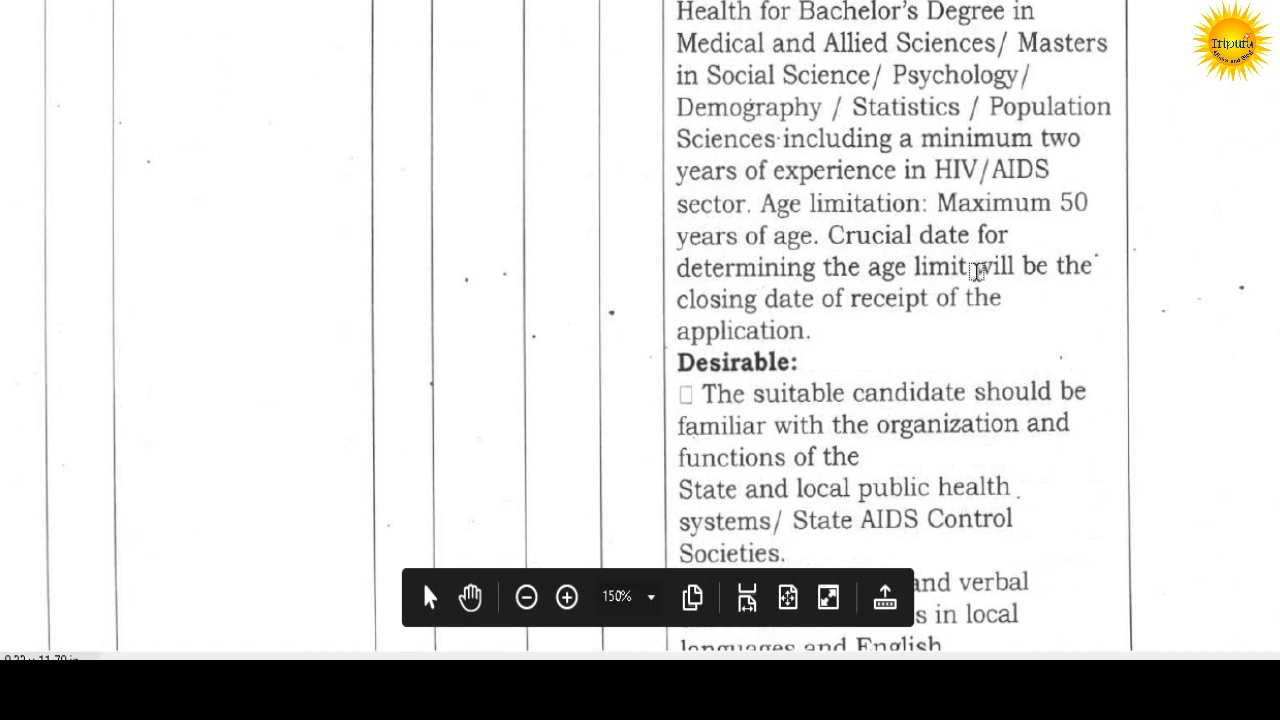 Health for Bachelor's Degree in
Medical and Allied Sciences/ Masters
in Social Science/ Psychology/
Demography / Statistics / Population
Sciences including a minimum two
years of experience in HIV/AIDS
sector. Age limitation: Maximum 50
years of age. Crucial date for
determining the age limit will be the
closing date of receipt of the
application.
Desirable:
The suitable candidate should be
familiar with the organization and
functions of the
State and local public health
systems/ State AIDS Control
Societies.
and verbal
s in local
languages and English
150%
Tripura